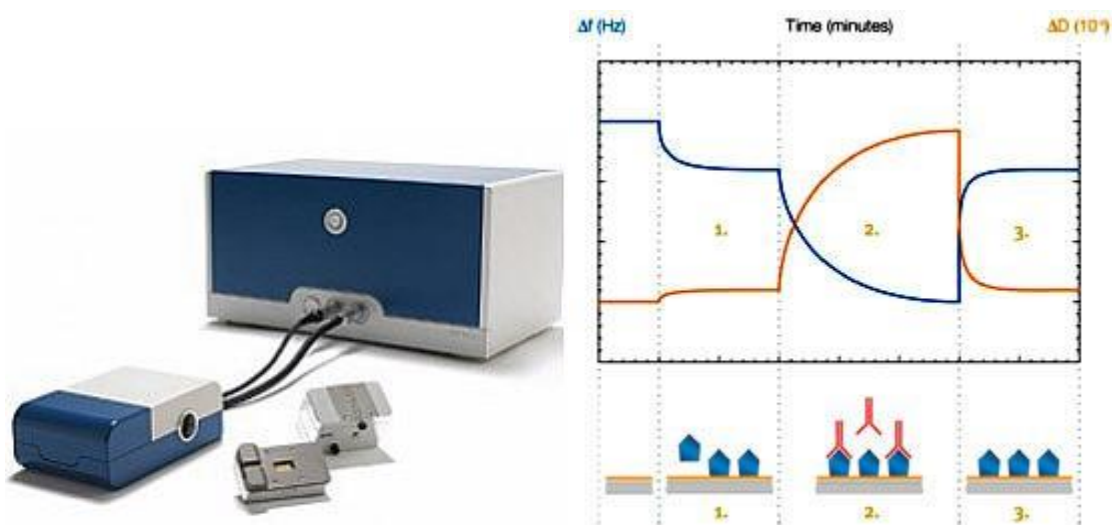 Δf (Hz) Time (minutes) ΔD (10⁻⁶)
1. 2. 3.
1. 2. 3.